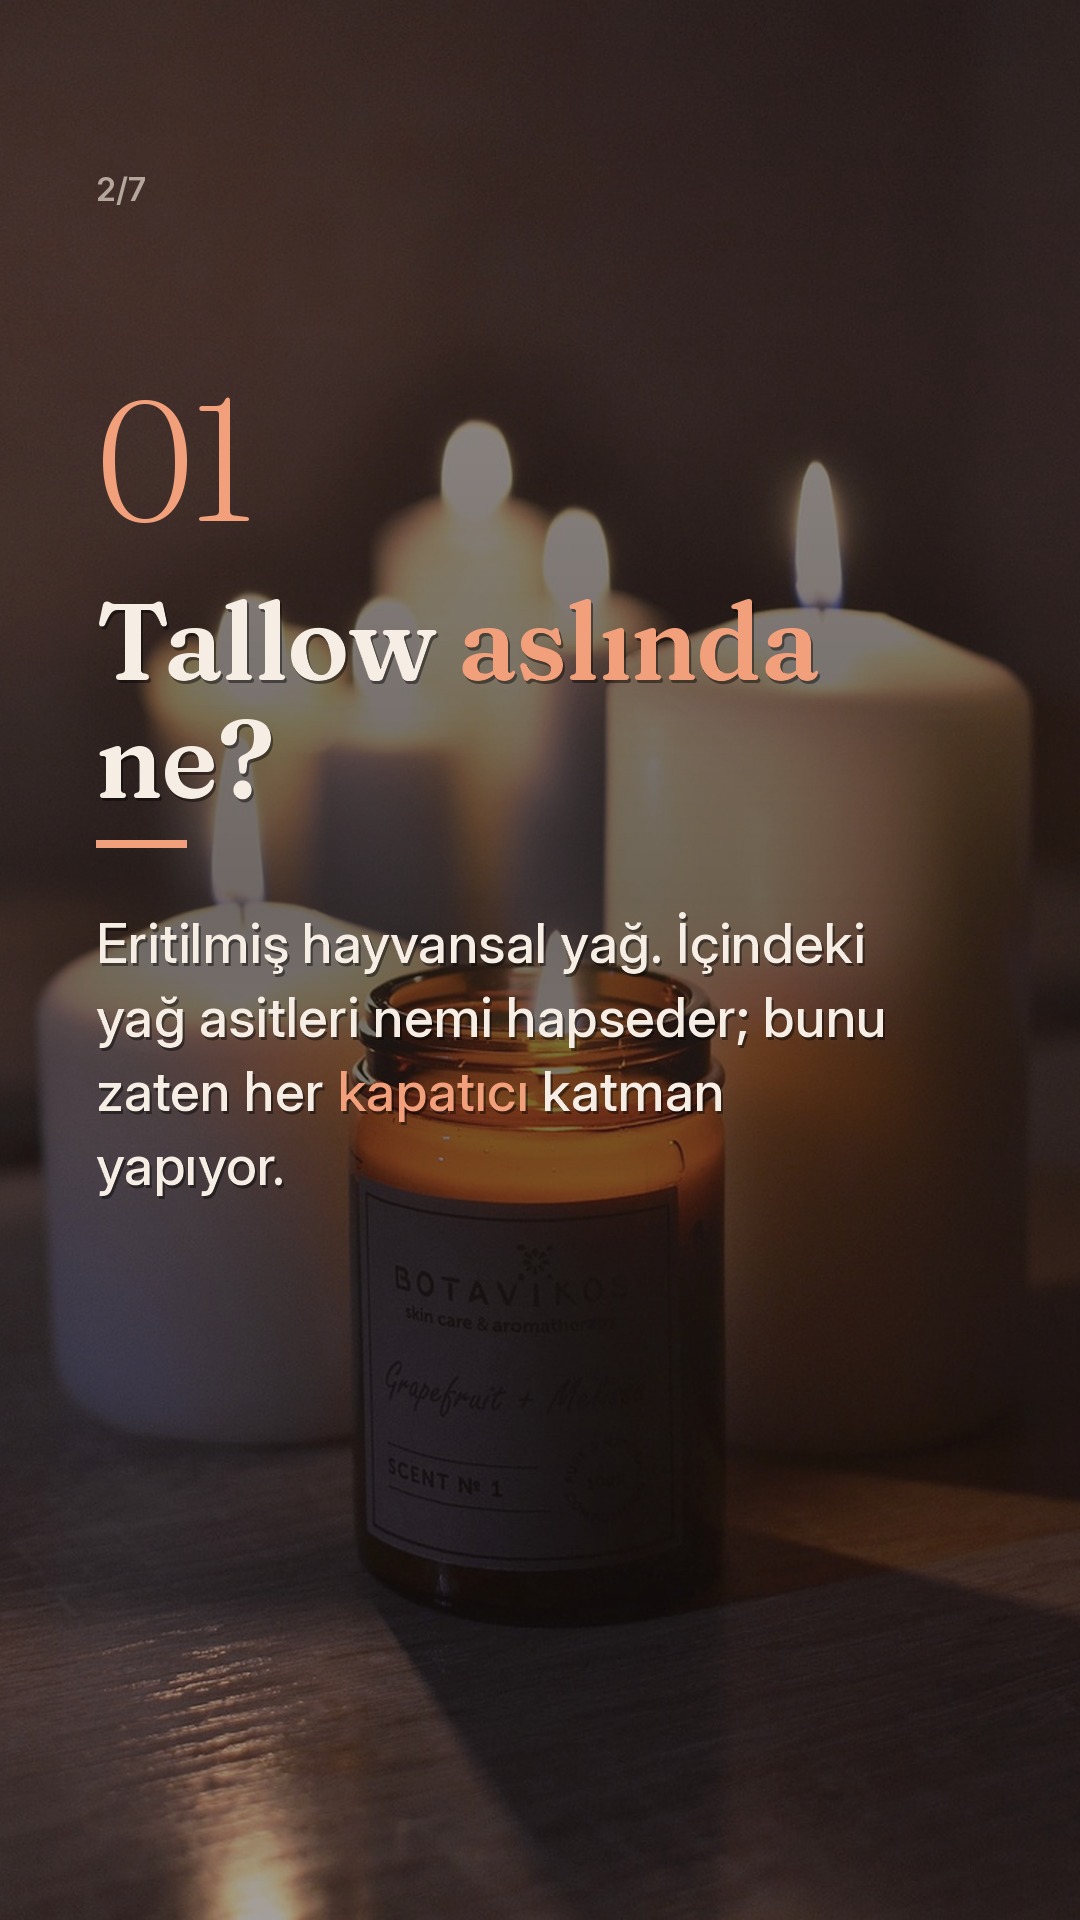 2/7
01
Tallow aslında
ne?
Eritilmiş hayvansal yağ. İçindeki
yağ asitleri nemi hapseder; bunu
zaten her kapatıcı katman
yapıyor.
BOTAVIKOS
skin care & aromatherapy
Grapefruit +
SCENT № 1